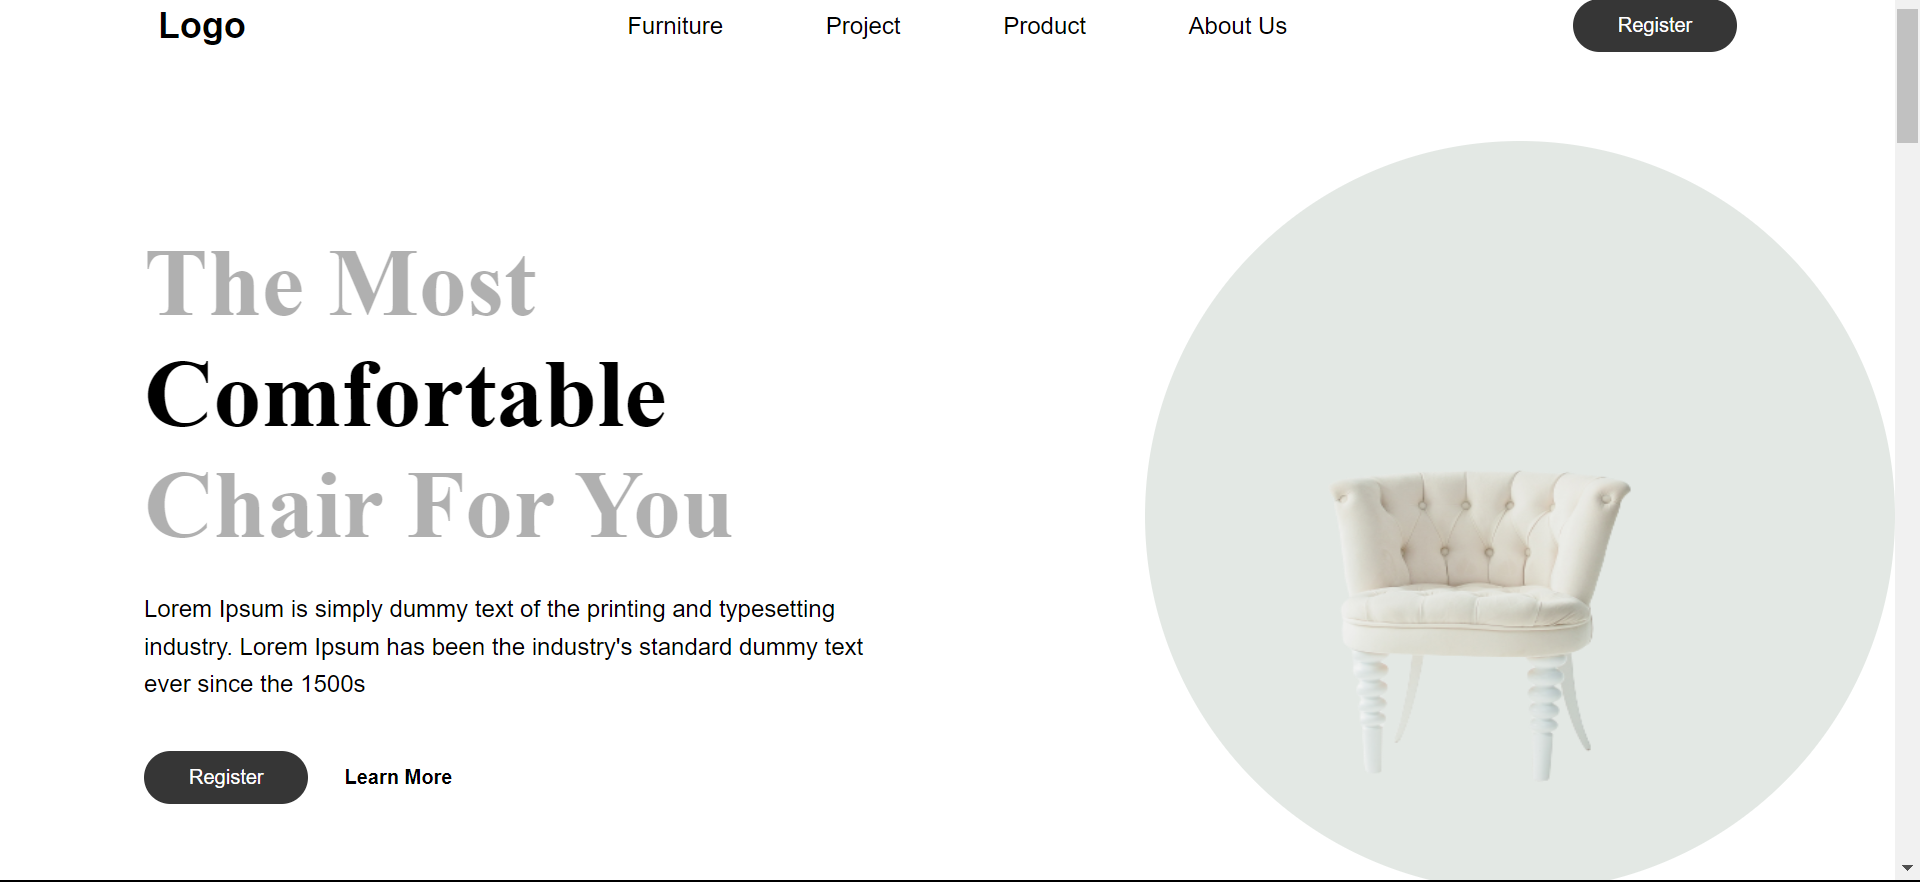 Logo
Furniture
Project
Product
About Us
Register
The Most
Comfortable
Chair For You
Lorem Ipsum is simply dummy text of the printing and typesetting
industry. Lorem Ipsum has been the industry's standard dummy text
ever since the 1500s
Register
Learn More